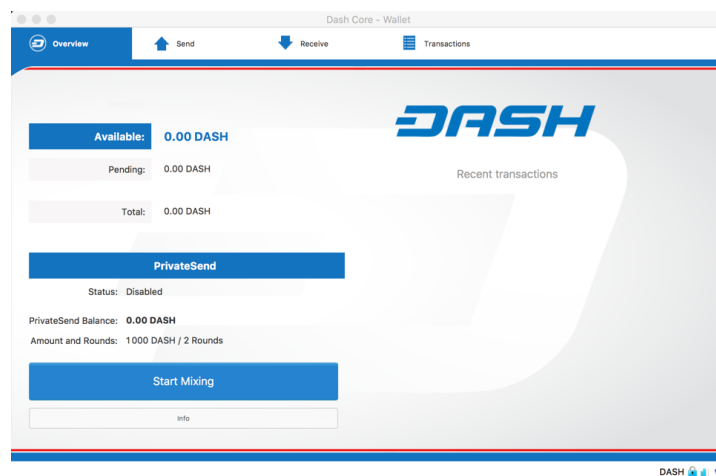 Dash Core - Wallet
Overview Send Receive Transactions
DASH
Available: 0.00 DASH
Pending: 0.00 DASH
Recent transactions
Total: 0.00 DASH
PrivateSend
Status: Disabled
PrivateSend Balance: 0.00 DASH
Amount and Rounds: 1000 DASH / 2 Rounds
Start Mixing
Info
DASH